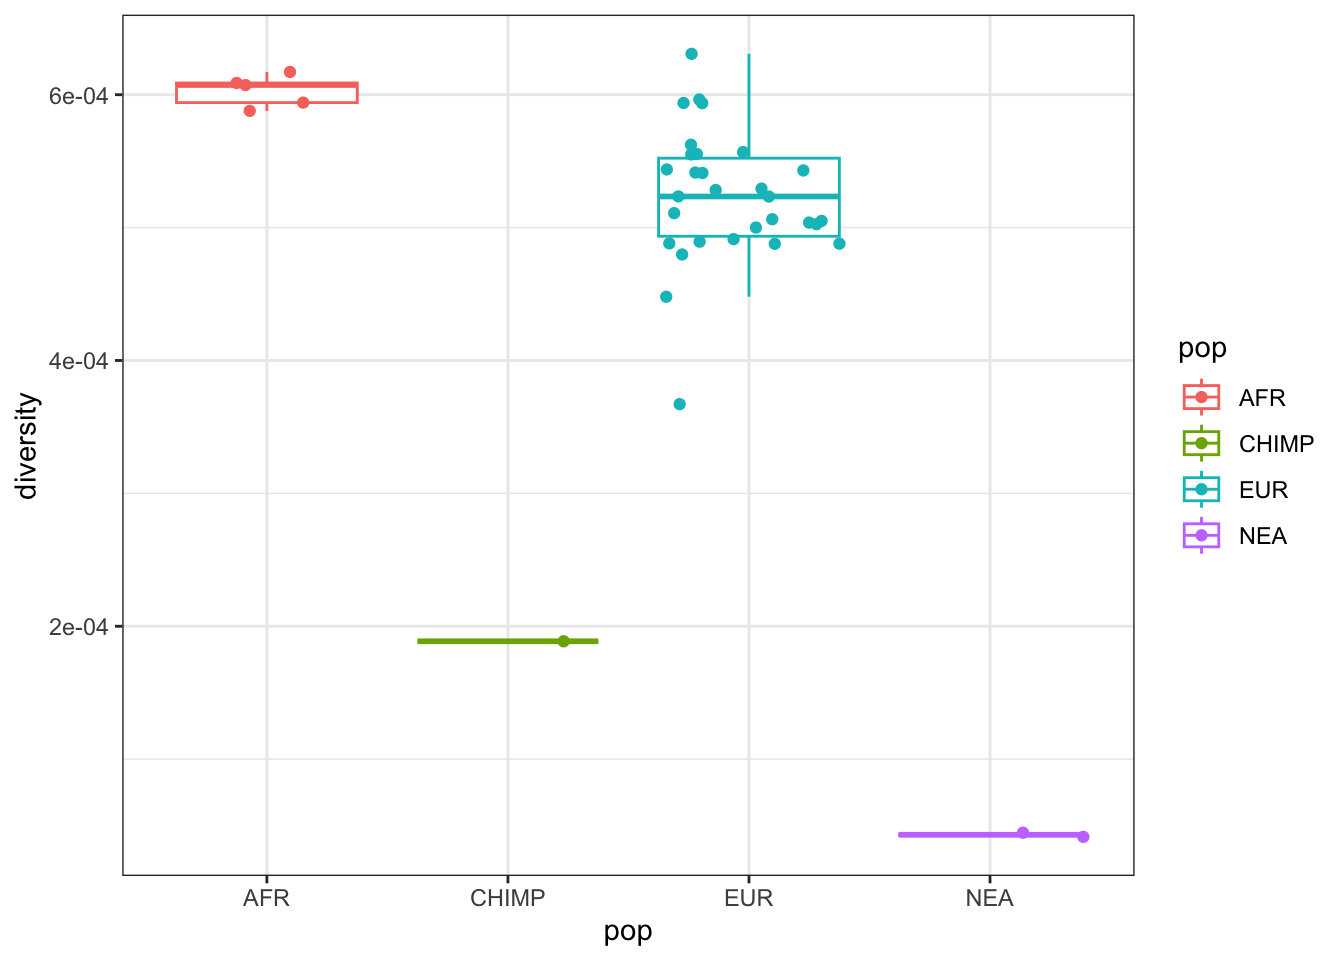 diversity
6e-04
4e-04
2e-04
AFR
CHIMP
EUR
NEA
pop
pop
AFR
CHIMP
EUR
NEA